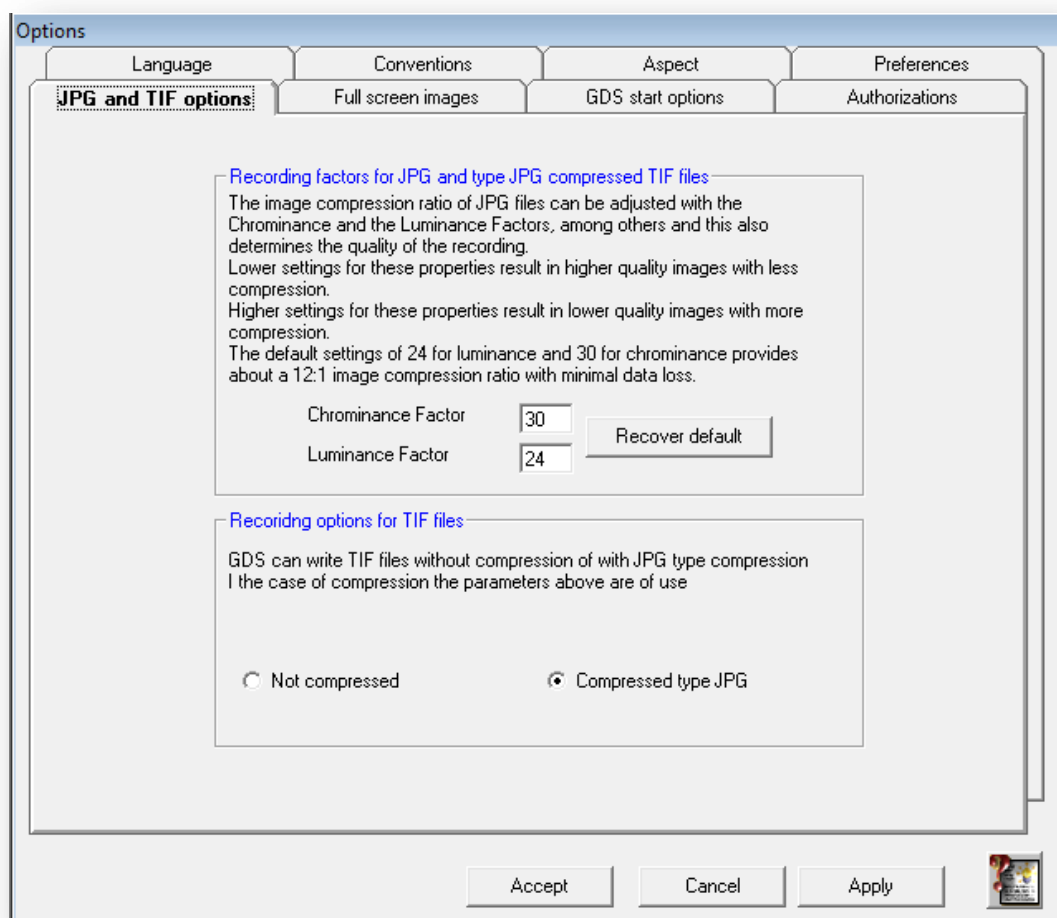 Options
Language Conventions Aspect Preferences
JPG and TIF options Full screen images GDS start options Authorizations
Recording factors for JPG and type JPG compressed TIF files
The image compression ratio of JPG files can be adjusted with the
Chrominance and the Luminance Factors, among others and this also
determines the quality of the recording.
Lower settings for these properties result in higher quality images with less
compression.
Higher settings for these properties result in lower quality images with more
compression.
The default settings of 24 for luminance and 30 for chrominance provides
about a 12:1 image compression ratio with minimal data loss.
Chrominance Factor 30
Recover default
Luminance Factor 24
Recoridng options for TIF files
GDS can write TIF files without compression of with JPG type compression
I the case of compression the parameters above are of use
Not compressed Compressed type JPG
Accept Cancel Apply